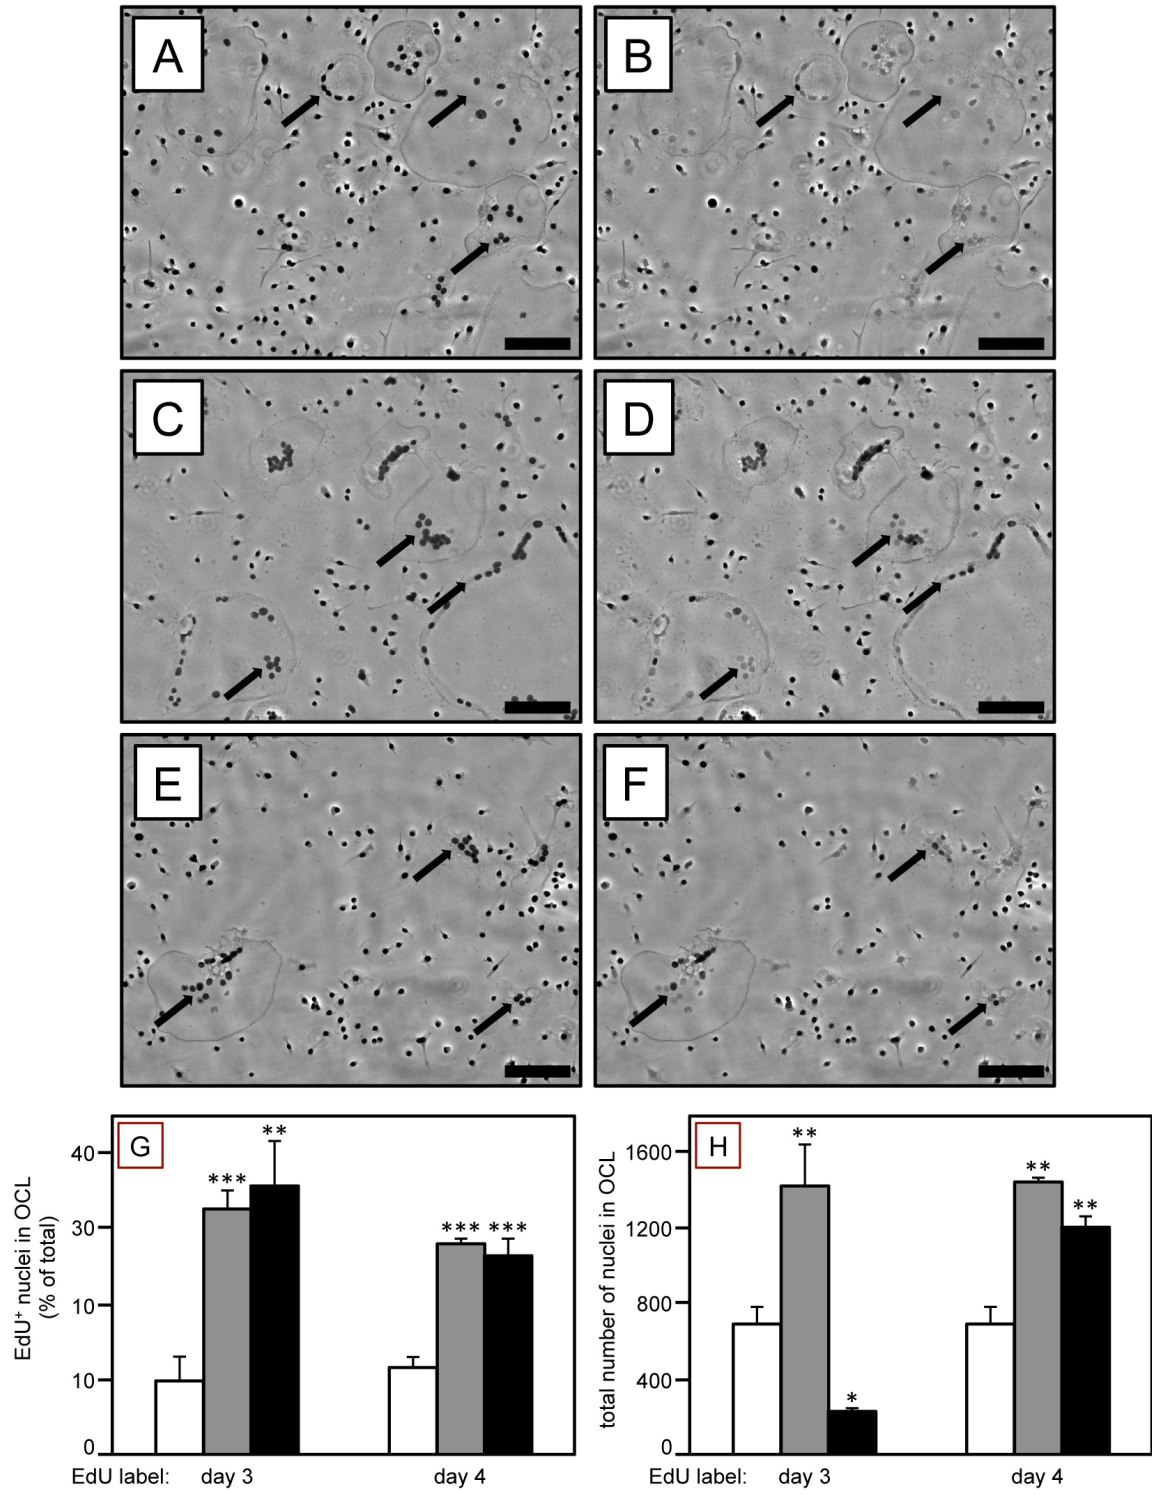 A
B
C
D
E
F
G
EdU⁺ nuclei in OCL
(% of total)
40
30
10
10
0
***
**
*** ***
EdU label: day 3 day 4
H
total number of nuclei in OCL
1600
1200
800
400
0
**
*
**
**
EdU label: day 3 day 4